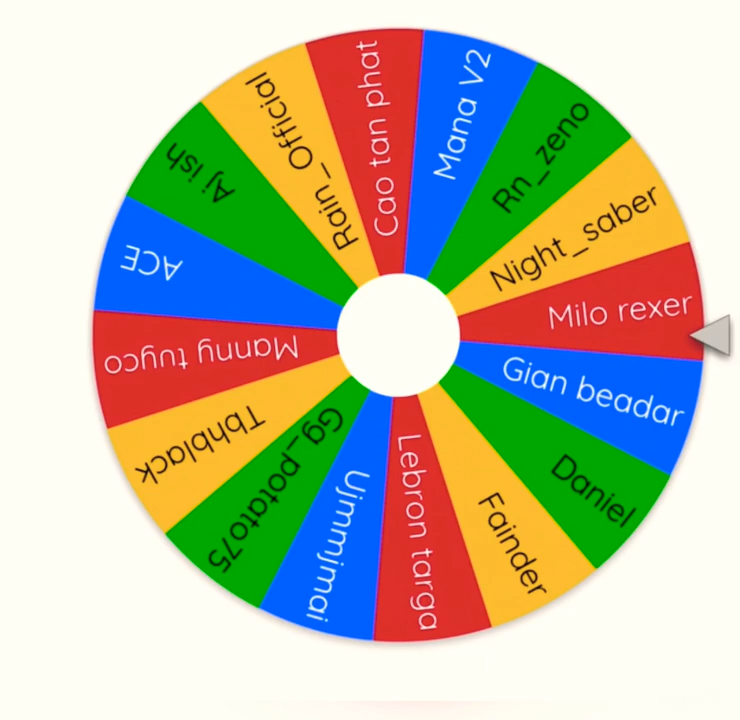 Cao tan phat
Mana V2
Rn_zeno
Night_saber
Milo rexer
Gian beadar
Daniel
Fainder
Lebron targa
Ujmmjmai
Gg_potato75
Tbhblack
Manny tuyco
ACE
Aj ish
Rain_Official